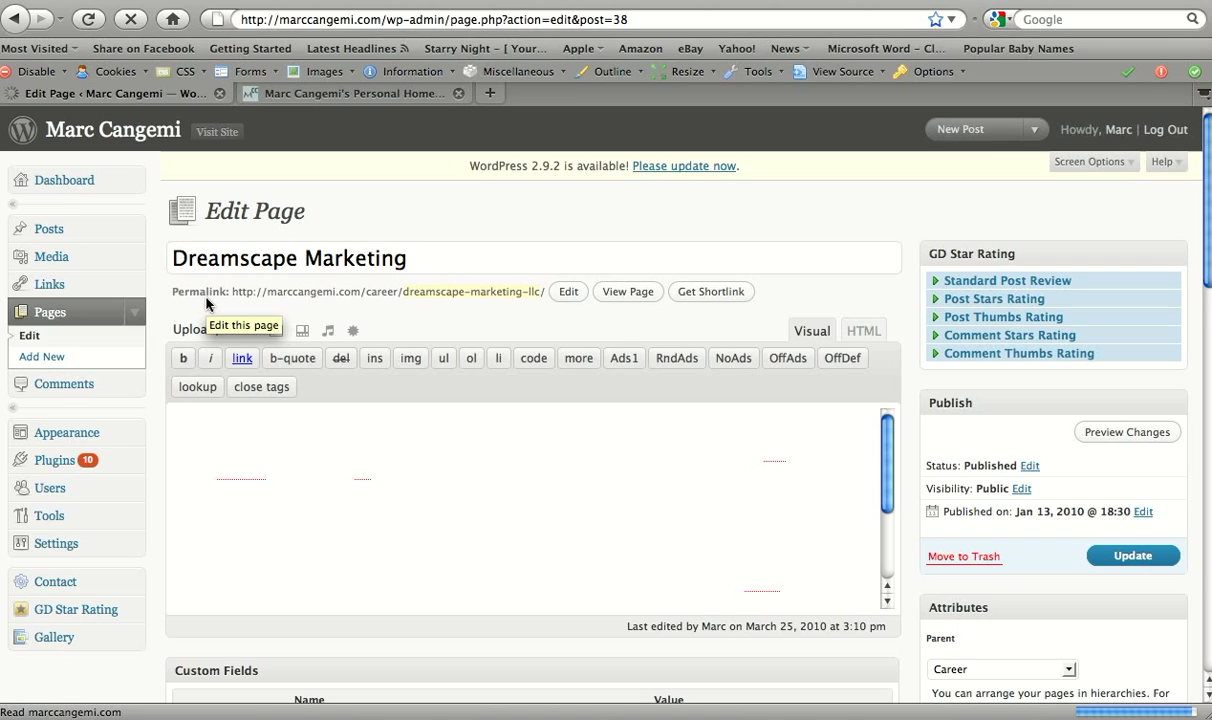 http://marccangemi.com/wp-admin/page.php?action=edit&post=38
Google
Most Visited Share on Facebook Getting Started Latest Headlines Starry Night – [ Your... Apple Amazon eBay Yahoo! News Microsoft Word – Cl... Popular Baby Names
Disable Cookies CSS Forms Images Information Miscellaneous Outline Resize Tools View Source Options
Edit Page ‹ Marc Cangemi — Wo... Marc Cangemi's Personal Home...
Marc Cangemi Visit Site New Post Howdy, Marc | Log Out
WordPress 2.9.2 is available! Please update now. Screen Options Help
Dashboard
Posts
Media
Links
Pages
Edit
Add New
Comments
Appearance
Plugins 10
Users
Tools
Settings
Contact
GD Star Rating
Gallery
Edit Page
Dreamscape Marketing
Permalink: http://marccangemi.com/career/dreamscape-marketing-llc/ Edit View Page Get Shortlink
Edit this page
Visual HTML
b i link b-quote del ins img ul ol li code more Ads1 RndAds NoAds OffAds OffDef
lookup close tags
Last edited by Marc on March 25, 2010 at 3:10 pm
Custom Fields
Name Value
GD Star Rating
Standard Post Review
Post Stars Rating
Post Thumbs Rating
Comment Stars Rating
Comment Thumbs Rating
Publish
Preview Changes
Status: Published Edit
Visibility: Public Edit
Published on: Jan 13, 2010 @ 18:30 Edit
Move to Trash Update
Attributes
Parent
Career
You can arrange your pages in hierarchies. For
Read marccangemi.com